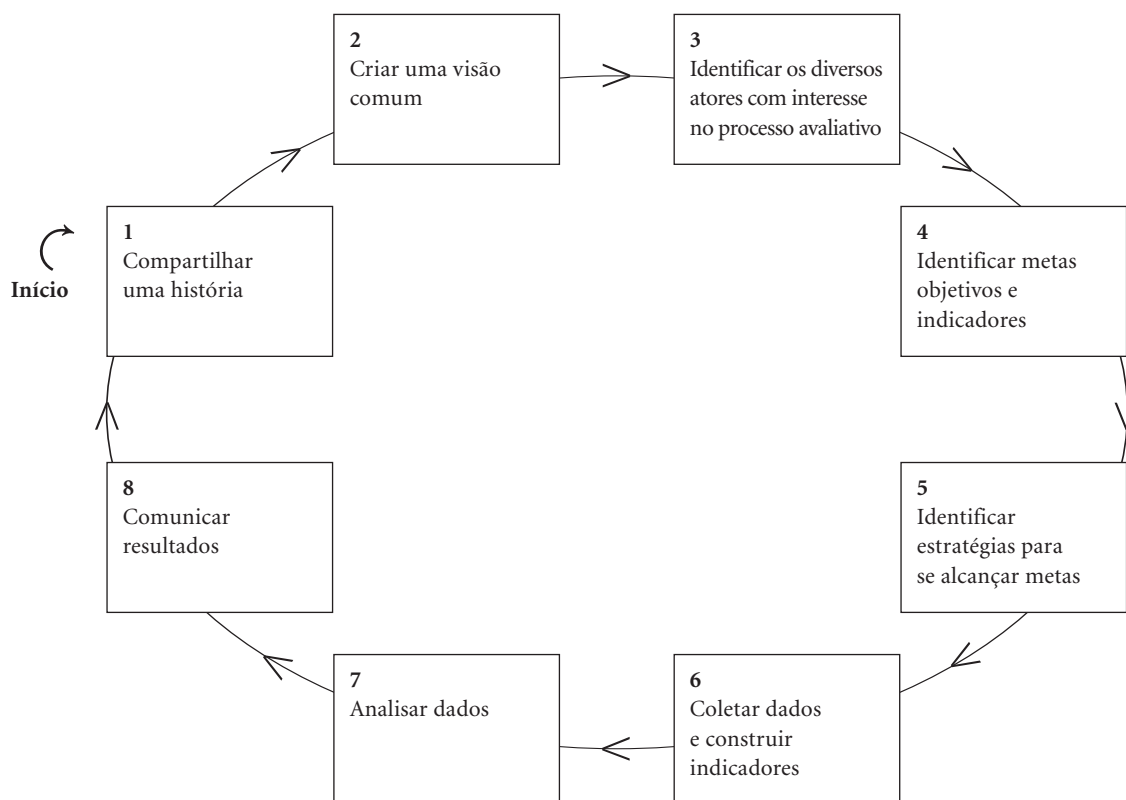 2
Criar uma visão
comum
3
Identificar os diversos
atores com interesse
no processo avaliativo
1
Compartilhar
uma história
Início
4
Identificar metas
objetivos e
indicadores
8
Comunicar
resultados
5
Identificar
estratégias para
se alcançar metas
7
Analisar dados
6
Coletar dados
e construir
indicadores